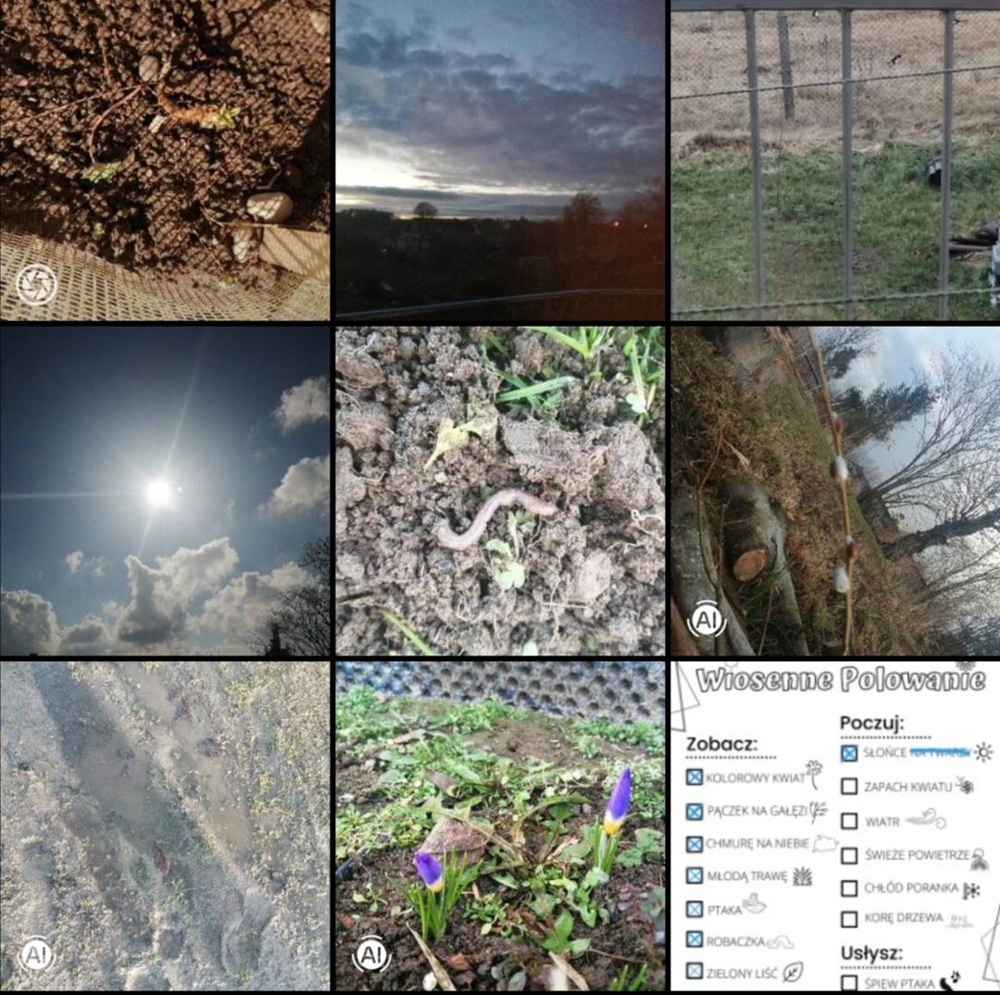 AI
AI
AI
Wiosenne Polowanie
Zobacz:
KOLOROWY KWIAT
PĄCZEK NA GAŁĘZI
CHMURĘ NA NIEBIE
MŁODĄ TRAWĘ
PTAKA
ROBACZKA
ZIELONY LIŚĆ
Poczuj:
SŁOŃCE NA TWARZY
ZAPACH KWIATU
WIATR
ŚWIEŻE POWIETRZE
CHŁÓD PORANKA
KORĘ DRZEWA
Usłysz:
ŚPIEW PTAKA